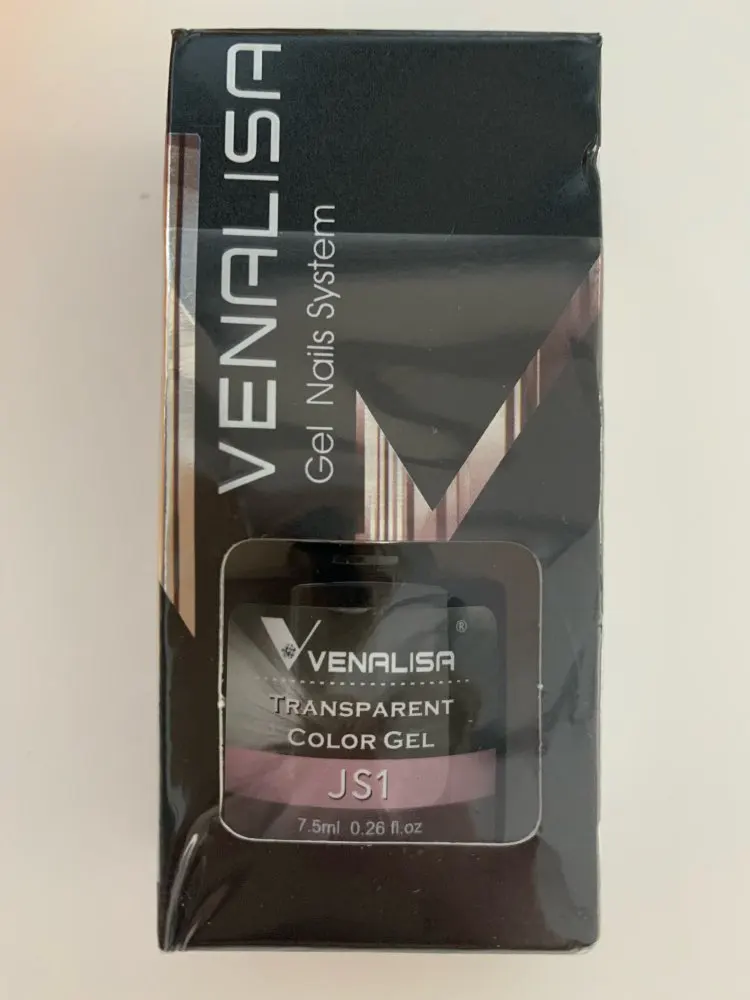 VENALISA
Gel Nails System
VENALISA®
TRANSPARENT
COLOR GEL
JS1
7.5ml 0.26 fl.oz